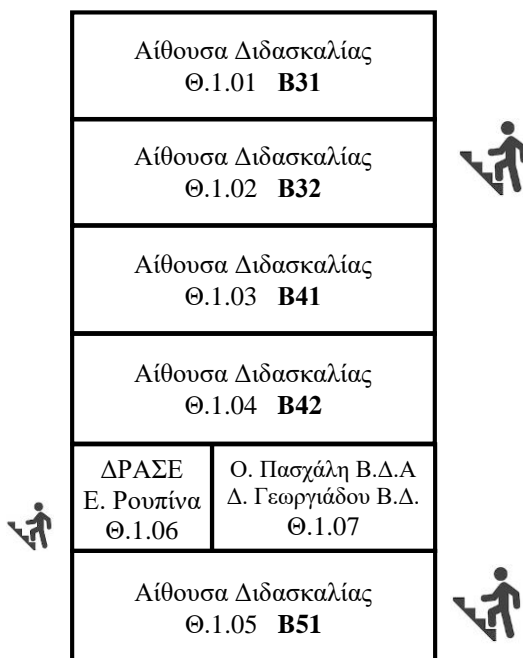 Αίθουσα Διδασκαλίας
Θ.1.01 Β31
Αίθουσα Διδασκαλίας
Θ.1.02 Β32
Αίθουσα Διδασκαλίας
Θ.1.03 Β41
Αίθουσα Διδασκαλίας
Θ.1.04 Β42
ΔΡΑΣΕ
Ε. Ρουπίνα
Θ.1.06
Ο. Πασχάλη Β.Δ.Α
Δ. Γεωργιάδου Β.Δ.
Θ.1.07
Αίθουσα Διδασκαλίας
Θ.1.05 Β51